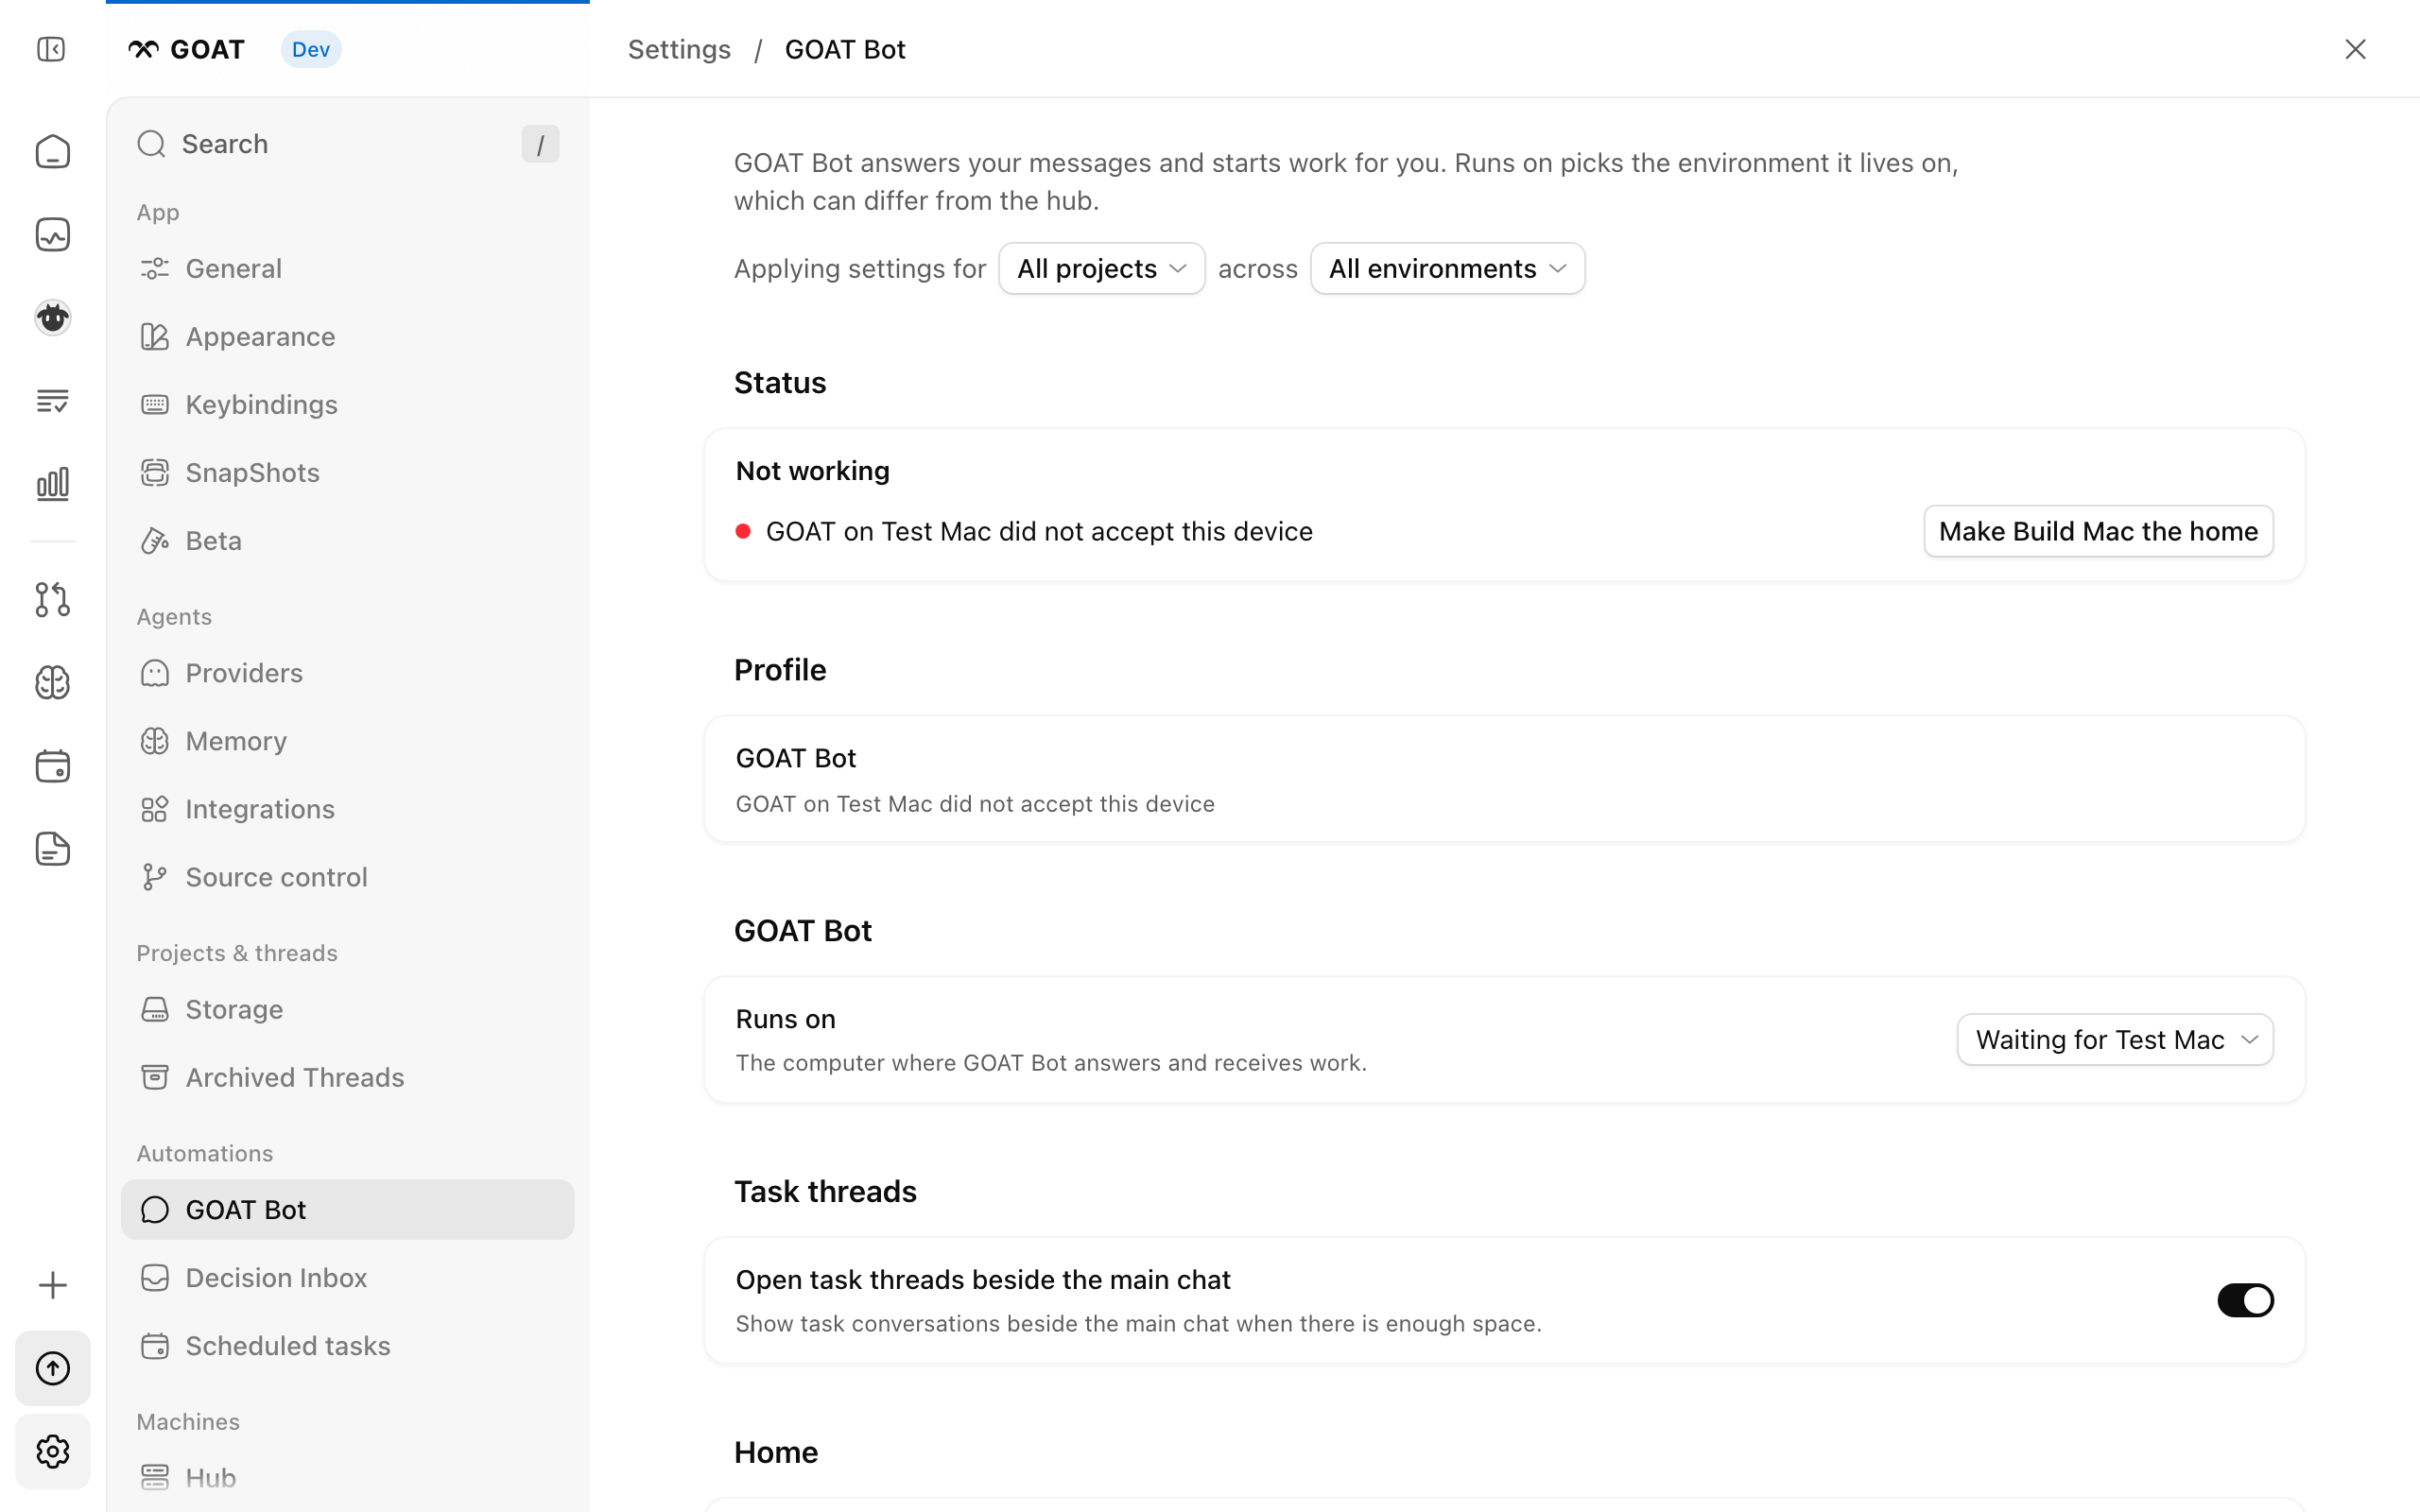 GOAT Dev
Settings / GOAT Bot
Search /
App
General
Appearance
Keybindings
SnapShots
Beta
Agents
Providers
Memory
Integrations
Source control
Projects & threads
Storage
Archived Threads
Automations
GOAT Bot
Decision Inbox
Scheduled tasks
Machines
Hub
GOAT Bot answers your messages and starts work for you. Runs on picks the environment it lives on,
which can differ from the hub.
Applying settings for All projects across All environments
Status
Not working
GOAT on Test Mac did not accept this device
Make Build Mac the home
Profile
GOAT Bot
GOAT on Test Mac did not accept this device
GOAT Bot
Runs on
The computer where GOAT Bot answers and receives work.
Waiting for Test Mac
Task threads
Open task threads beside the main chat
Show task conversations beside the main chat when there is enough space.
Home